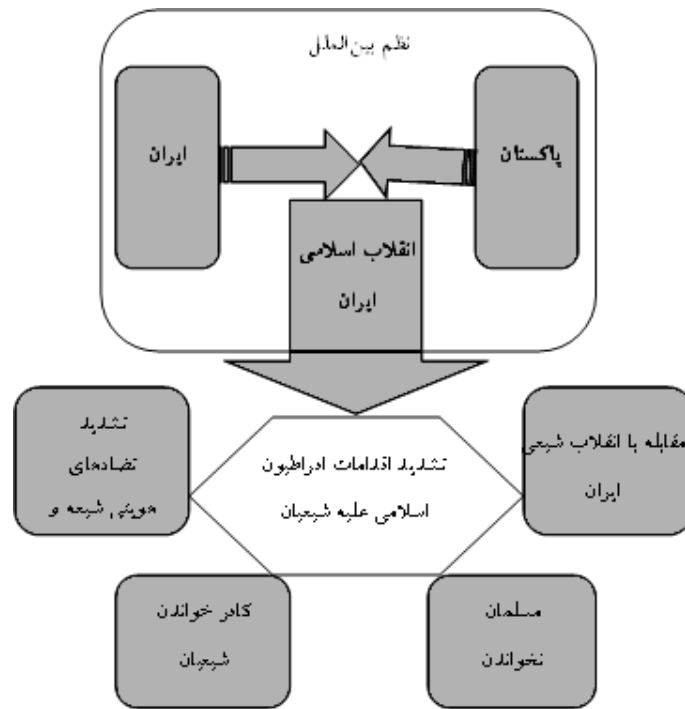 نظم بین‌الملل
پاکستان
ایران
انقلاب اسلامی
ایران
مقابله با انقلاب شیعی
ایران
تشدید اقدامات افراطیون
اسلامی علیه شیعیان
تشدید
تضادهای
هویتی شیعه و
مسلمان
نخواندن
کافر خواندن
شیعیان